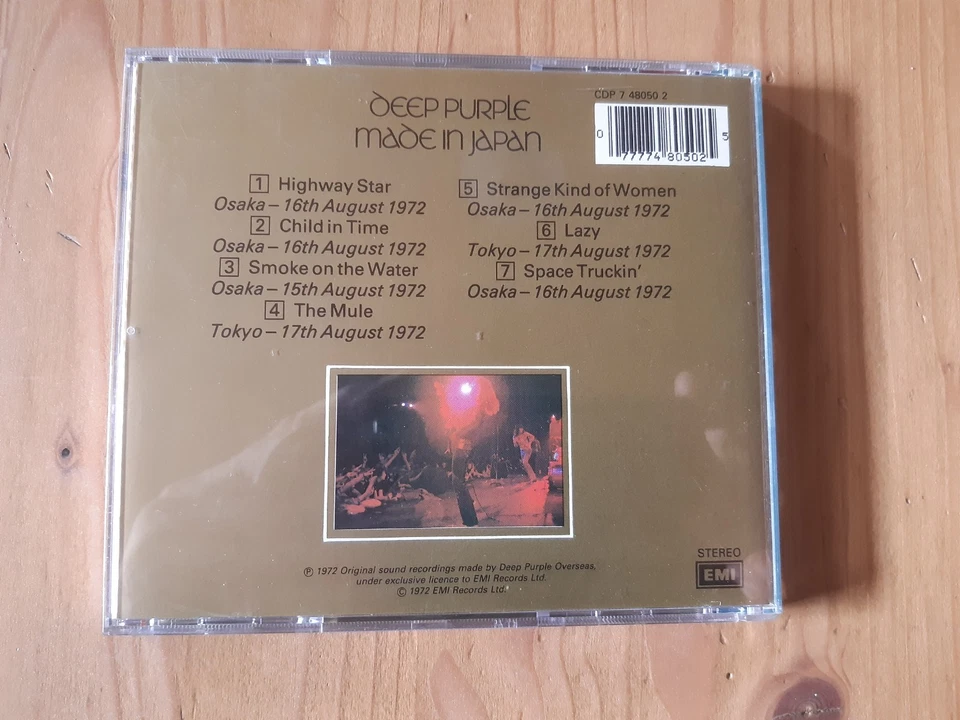 DEEP PURPLE
MADE IN JAPAN
CDP 7 48050 2
0 77774 80502 5
1 Highway Star
Osaka – 16th August 1972
2 Child in Time
Osaka – 16th August 1972
3 Smoke on the Water
Osaka – 15th August 1972
4 The Mule
Tokyo – 17th August 1972
5 Strange Kind of Women
Osaka – 16th August 1972
6 Lazy
Tokyo – 17th August 1972
7 Space Truckin'
Osaka – 16th August 1972
℗ 1972 Original sound recordings made by Deep Purple Overseas,
under exclusive licence to EMI Records Ltd.
© 1972 EMI Records Ltd.
STEREO
EMI